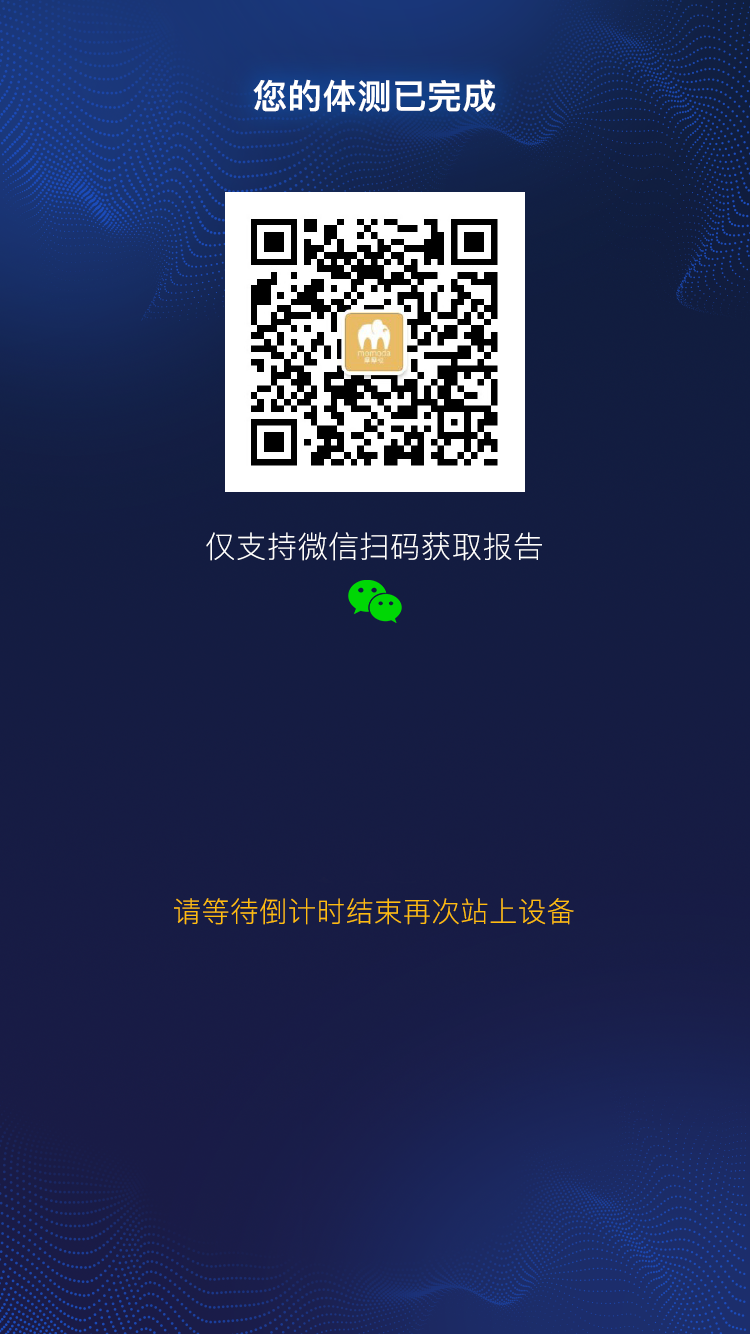 您的体测已完成
momoda
仅支持微信扫码获取报告
请等待倒计时结束再次站上设备